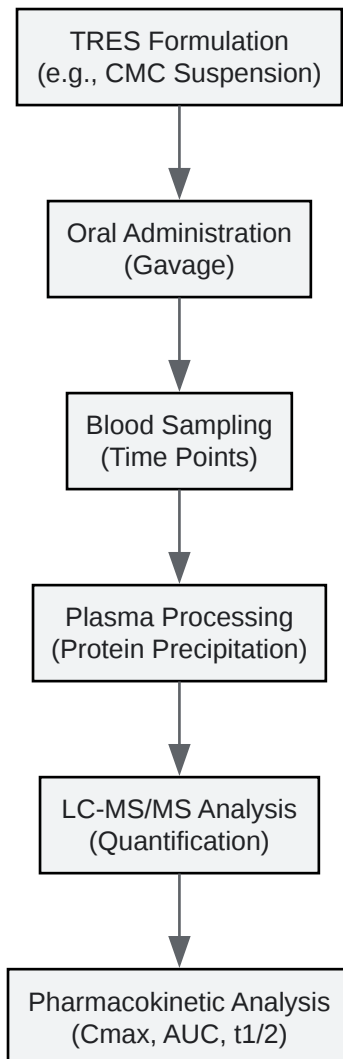 TRES Formulation
(e.g., CMC Suspension)
Oral Administration
(Gavage)
Blood Sampling
(Time Points)
Plasma Processing
(Protein Precipitation)
LC-MS/MS Analysis
(Quantification)
Pharmacokinetic Analysis
(Cmax, AUC, t1/2)